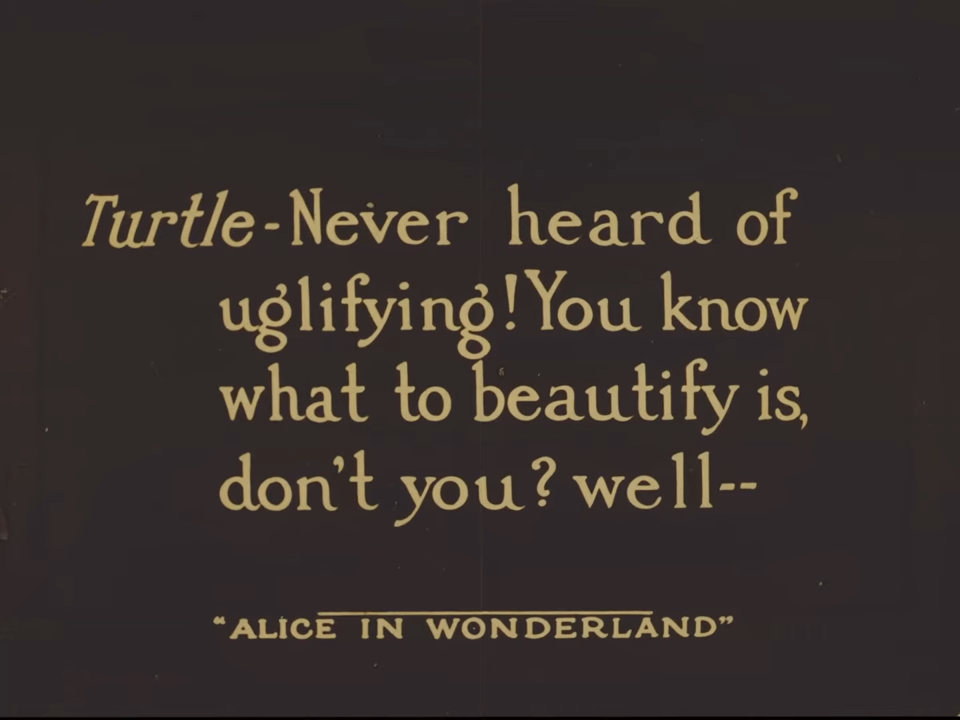 Turtle - Never heard of
uglifying! You know
what to beautify is,
don't you? well--
"ALICE IN WONDERLAND"